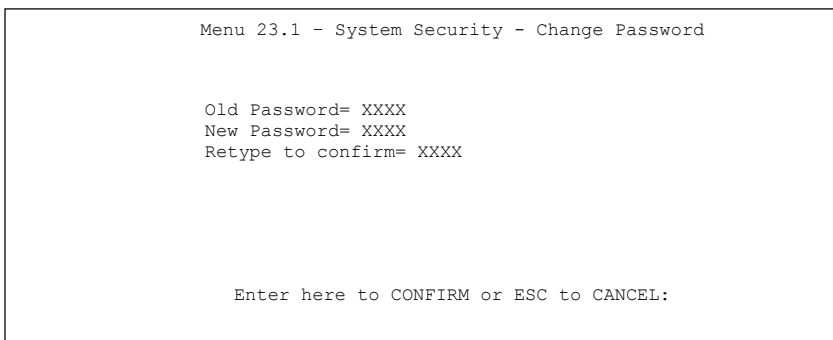 Menu 23.1 – System Security - Change Password
Old Password= XXXX
New Password= XXXX
Retype to confirm= XXXX
Enter here to CONFIRM or ESC to CANCEL: